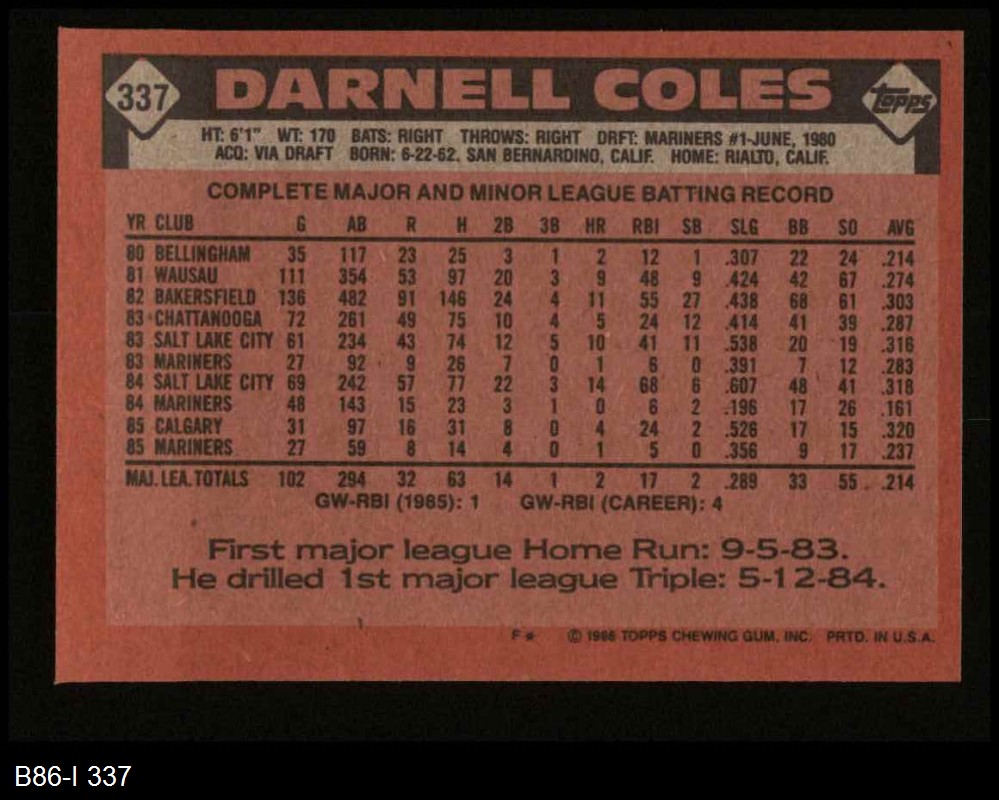 337 DARNELL COLES Topps
HT: 6'1" WT: 170 BATS: RIGHT THROWS: RIGHT DRFT: MARINERS #1-JUNE, 1980
ACQ: VIA DRAFT BORN: 6-22-62, SAN BERNARDINO, CALIF. HOME: RIALTO, CALIF.
COMPLETE MAJOR AND MINOR LEAGUE BATTING RECORD
YR CLUB G AB R H 2B 3B HR RBI SB SLG BB SO AVG
80 BELLINGHAM 35 117 23 25 3 1 2 12 1 .307 22 24 .214
81 WAUSAU 111 354 53 97 20 3 9 48 9 .424 42 67 .274
82 BAKERSFIELD 136 482 91 146 24 4 11 55 27 .438 68 61 .303
83 CHATTANOOGA 72 261 49 75 10 4 5 24 12 .414 41 39 .287
83 SALT LAKE CITY 61 234 43 74 12 5 10 41 11 .538 20 19 .316
83 MARINERS 27 92 9 26 7 0 1 6 0 .391 7 12 .283
84 SALT LAKE CITY 69 242 57 77 22 3 14 68 6 .607 48 41 .318
84 MARINERS 48 143 15 23 3 1 0 6 2 .196 17 26 .161
85 CALGARY 31 97 16 31 8 0 4 24 2 .526 17 15 .320
85 MARINERS 27 59 8 14 4 0 1 5 0 .356 9 17 .237
MAJ. LEA. TOTALS 102 294 32 63 14 1 2 17 2 .289 33 55 .214
GW-RBI (1985): 1 GW-RBI (CAREER): 4
First major league Home Run: 9-5-83.
He drilled 1st major league Triple: 5-12-84.
F* © 1986 TOPPS CHEWING GUM, INC. PRTD. IN U.S.A.
B86-I 337